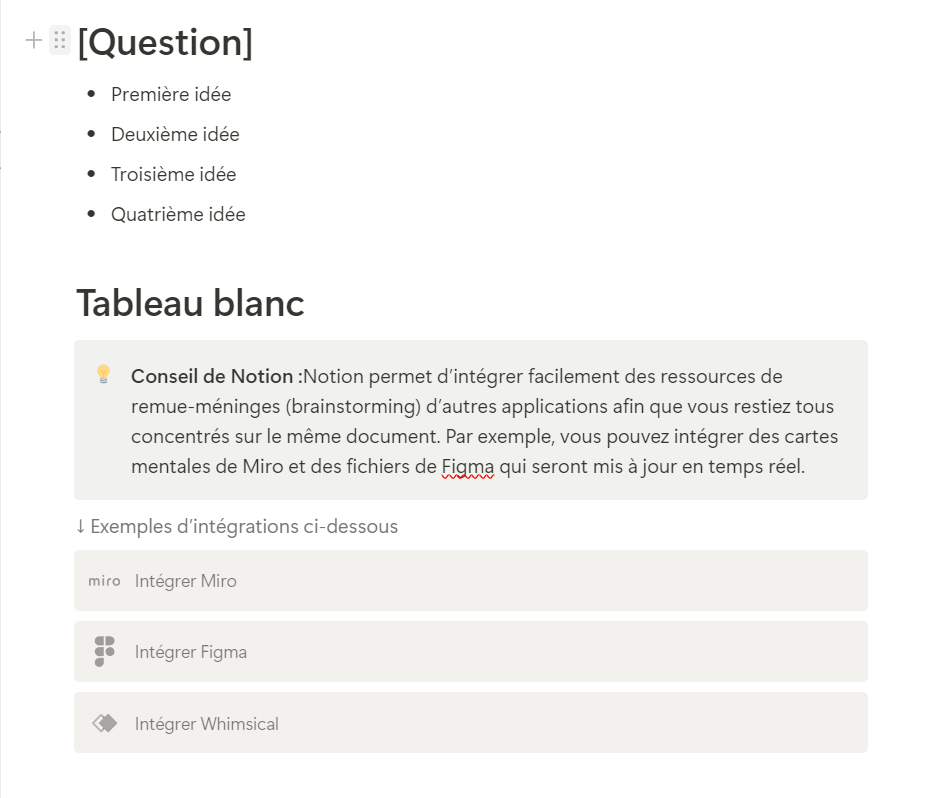 [Question]
• Première idée
• Deuxième idée
• Troisième idée
• Quatrième idée
Tableau blanc
Conseil de Notion :Notion permet d’intégrer facilement des ressources de
remue-méninges (brainstorming) d’autres applications afin que vous restiez tous
concentrés sur le même document. Par exemple, vous pouvez intégrer des cartes
mentales de Miro et des fichiers de Figma qui seront mis à jour en temps réel.
↓ Exemples d’intégrations ci-dessous
miro Intégrer Miro
Intégrer Figma
Intégrer Whimsical